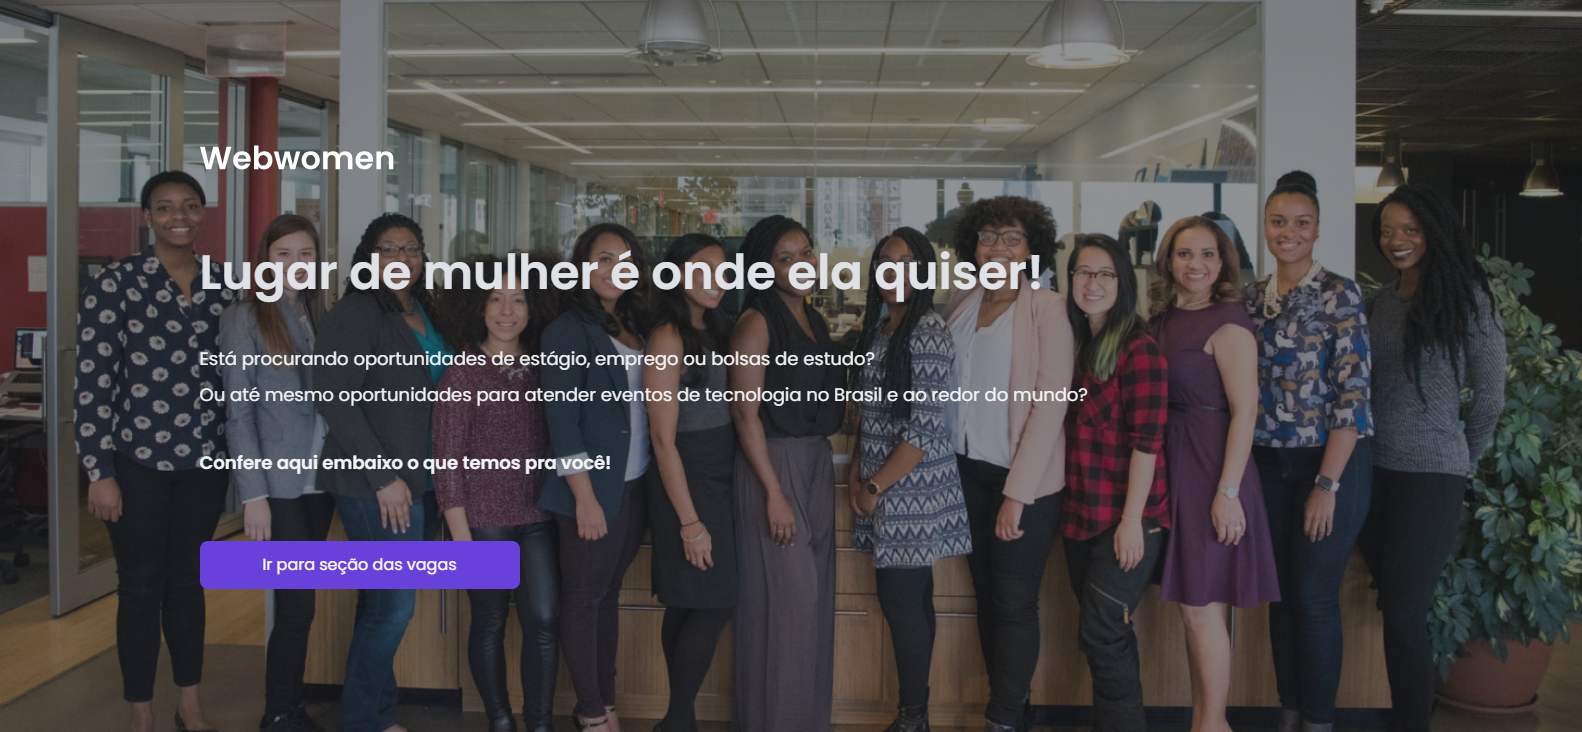 Webwomen
Lugar de mulher é onde ela quiser!
Está procurando oportunidades de estágio, emprego ou bolsas de estudo?
Ou até mesmo oportunidades para atender eventos de tecnologia no Brasil e ao redor do mundo?
Confere aqui embaixo o que temos pra você!
Ir para seção das vagas